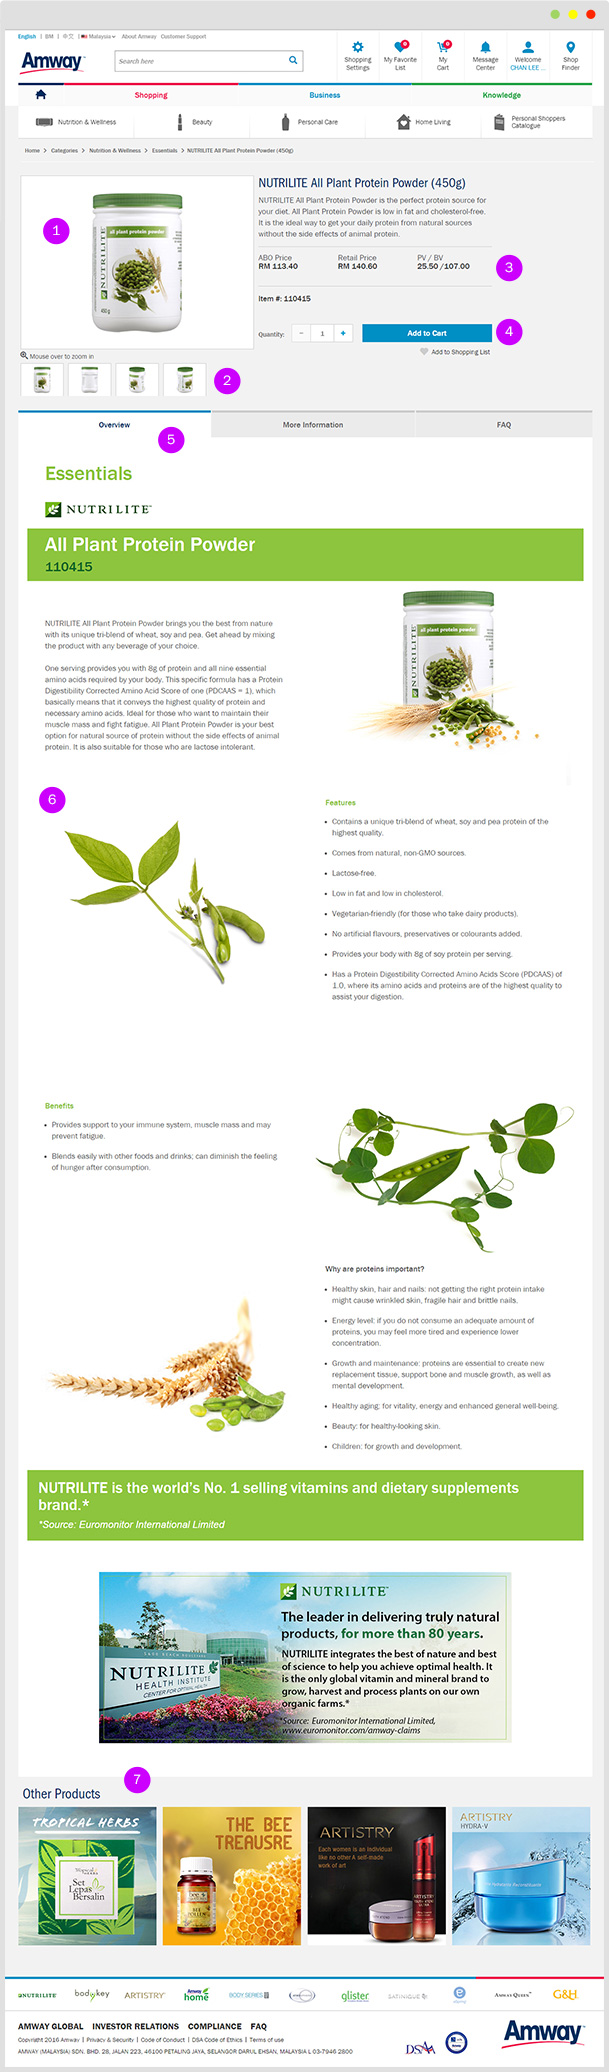 English | BM | 中文 | Malaysia About Amway Customer Support
Amway
Search here
Shopping Settings
My Favorite List
0
My Cart
0
Message Center
Welcome CHAN LEE ...
Shop Finder
Shopping
Business
Knowledge
Nutrition & Wellness
Beauty
Personal Care
Home Living
Personal Shoppers Catalogue
Home > Categories > Nutrition & Wellness > Essentials > NUTRILITE All Plant Protein Powder (450g)
1
all plant protein powder
NUTRILITE
450 g
NUTRILITE All Plant Protein Powder (450g)
NUTRILITE All Plant Protein Powder is the perfect protein source for
your diet. All Plant Protein Powder is low in fat and cholesterol-free.
It is the ideal way to get your daily protein from natural sources
without the side effects of animal protein.
ABO Price
RM 113.40
Retail Price
RM 140.60
PV / BV
25.50 /107.00
3
Item #: 110415
Quantity:
−
1
+
Add to Cart
4
Add to Shopping List
Mouse over to zoom in
2
Overview
More Information
FAQ
5
Essentials
NUTRILITE™
All Plant Protein Powder
110415
NUTRILITE All Plant Protein Powder brings you the best from nature
with its unique tri-blend of wheat, soy and pea. Get ahead by mixing
the product with any beverage of your choice.
One serving provides you with 8g of protein and all nine essential
amino acids required by your body. This specific formula has a Protein
Digestibility Corrected Amino Acid Score of one (PDCAAS = 1), which
basically means that it conveys the highest quality of protein and
necessary amino acids. Ideal for those who want to maintain their
muscle mass and fight fatigue. All Plant Protein Powder is your best
option for natural source of protein without the side effects of animal
protein. It is also suitable for those who are lactose intolerant.
all plant protein powder
NUTRILITE
6
Features
• Contains a unique tri-blend of wheat, soy and pea protein of the
highest quality.
• Comes from natural, non-GMO sources.
• Lactose-free.
• Low in fat and low in cholesterol.
• Vegetarian-friendly (for those who take dairy products).
• No artificial flavours, preservatives or colourants added.
• Provides your body with 8g of soy protein per serving.
• Has a Protein Digestibility Corrected Amino Acids Score (PDCAAS) of
1.0, where its amino acids and proteins are of the highest quality to
assist your digestion.
Benefits
• Provides support to your immune system, muscle mass and may
prevent fatigue.
• Blends easily with other foods and drinks; can diminish the feeling
of hunger after consumption.
Why are proteins important?
• Healthy skin, hair and nails: not getting the right protein intake
might cause wrinkled skin, fragile hair and brittle nails.
• Energy level: if you do not consume an adequate amount of
proteins, you may feel more tired and experience lower
concentration.
• Growth and maintenance: proteins are essential to create new
replacement tissue, support bone and muscle growth, as well as
mental development.
• Healthy aging: for vitality, energy and enhanced general well-being.
• Beauty: for healthy-looking skin.
• Children: for growth and development.
NUTRILITE is the world's No. 1 selling vitamins and dietary supplements
brand.*
*Source: Euromonitor International Limited
NUTRILITE
HEALTH INSTITUTE
CENTER FOR OPTIMAL HEALTH
NUTRILITE™
The leader in delivering truly natural
products, for more than 80 years.
NUTRILITE integrates the best of nature and best
of science to help you achieve optimal health. It
is the only global vitamin and mineral brand to
grow, harvest and process plants on our own
organic farms.*
*Source: Euromonitor International Limited,
www.euromonitor.com/amway-claims
7
Other Products
TROPICAL HERBS
Tropical HERBS
Set
Lepas
Bersalin
THE BEE
TREAUSRE
BEE
POLLEN
ARTISTRY
Each women is an Individual
like no other A self-made
work of art
ARTISTRY
ARTISTRY
HYDRA-V
NUTRILITE
bodykey
ARTISTRY
Amway home
BODY SERIES
glister
SATINIQUE
AMWAY QUEEN
G&H
AMWAY GLOBAL INVESTOR RELATIONS COMPLIANCE FAQ
Copyright 2016 Amway | Privacy & Security | Code of Conduct | DSA Code of Ethics | Terms of use
AMWAY (MALAYSIA) SDN. BHD. 28, JALAN 223, 46100 PETALING JAYA, SELANGOR DARUL EHSAN, MALAYSIA L 03-7946 2800
DSAA
Amway